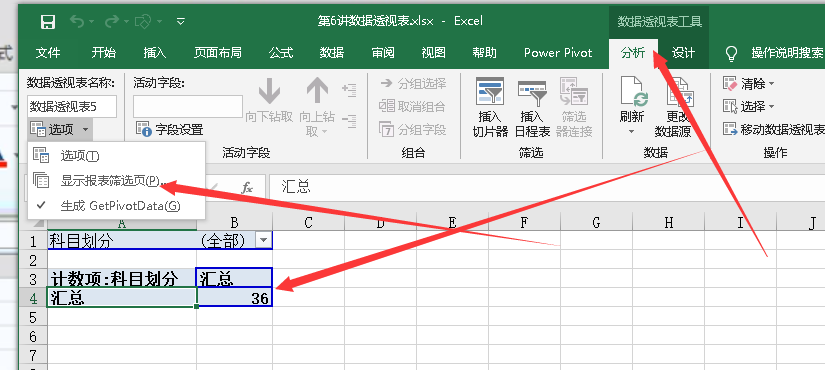 第6讲数据透视表.xlsx - Excel
数据透视表工具
文件 开始 插入 页面布局 公式 数据 审阅 视图 帮助 Power Pivot 分析 设计 操作说明搜索
式
数据透视表名称:
数据透视表5
选项
活动字段:
字段设置
向下钻取
向上钻取
活动字段
分组选择
取消组合
分组字段
组合
插入切片器
插入日程表
筛选器连接
筛选
刷新
更改数据源
数据
清除
选择
移动数据透视表
操作
选项(T)
显示报表筛选页(P)...
生成 GetPivotData(G)
fx 汇总
A B C D E F G H I J
1 科目划分 (全部)
2
3 计数项:科目划分 汇总
4 汇总 36
5
6
7